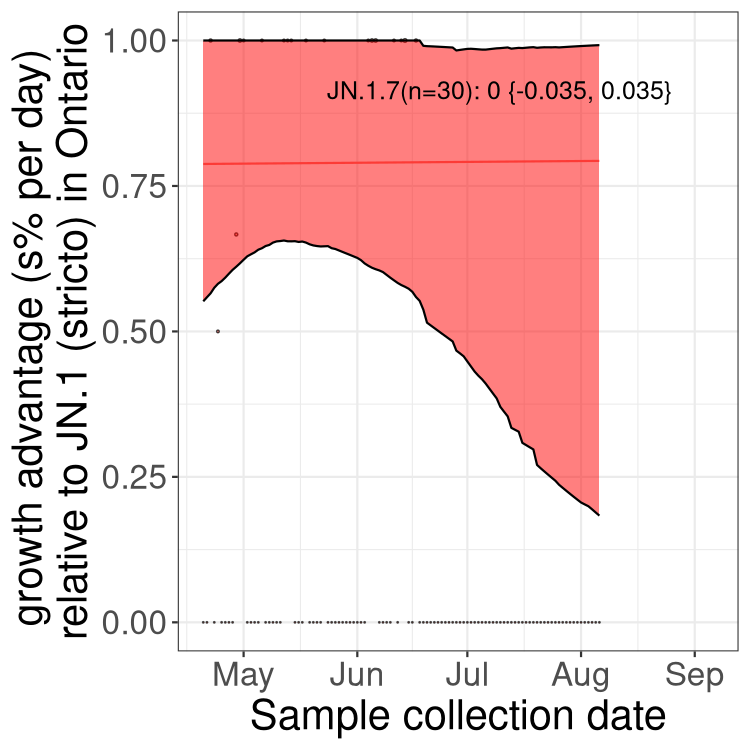 growth advantage (s% per day)
relative to JN.1 (stricto) in Ontario
1.00
0.75
0.50
0.25
0.00
JN.1.7(n=30): 0 {-0.035, 0.035}
May Jun Jul Aug Sep
Sample collection date